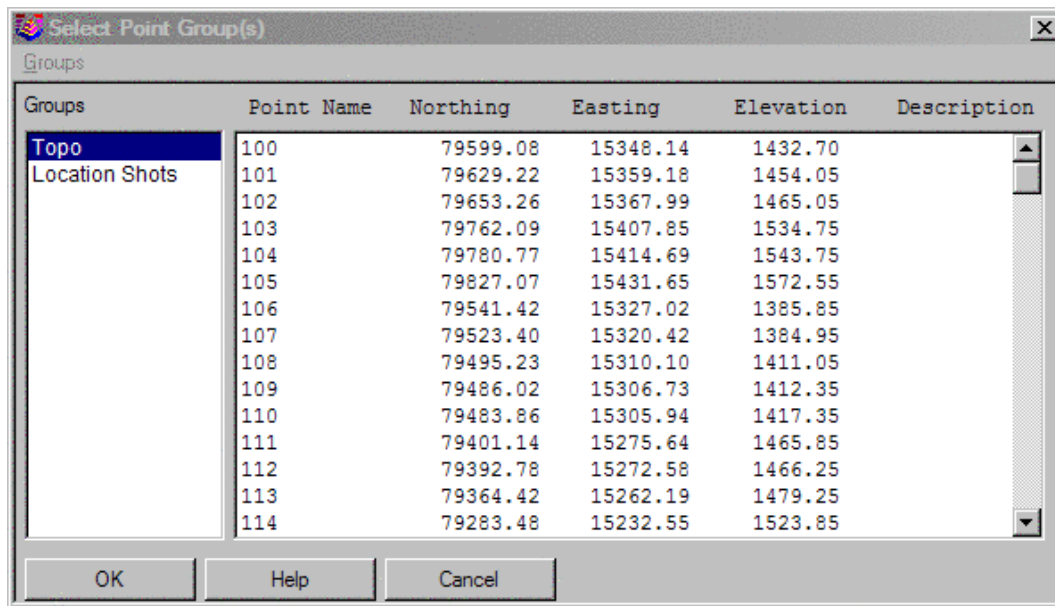 Select Point Group(s)
Groups
Groups Point Name Northing Easting Elevation Description
Topo
Location Shots
100 79599.08 15348.14 1432.70
101 79629.22 15359.18 1454.05
102 79653.26 15367.99 1465.05
103 79762.09 15407.85 1534.75
104 79780.77 15414.69 1543.75
105 79827.07 15431.65 1572.55
106 79541.42 15327.02 1385.85
107 79523.40 15320.42 1384.95
108 79495.23 15310.10 1411.05
109 79486.02 15306.73 1412.35
110 79483.86 15305.94 1417.35
111 79401.14 15275.64 1465.85
112 79392.78 15272.58 1466.25
113 79364.42 15262.19 1479.25
114 79283.48 15232.55 1523.85
OK Help Cancel